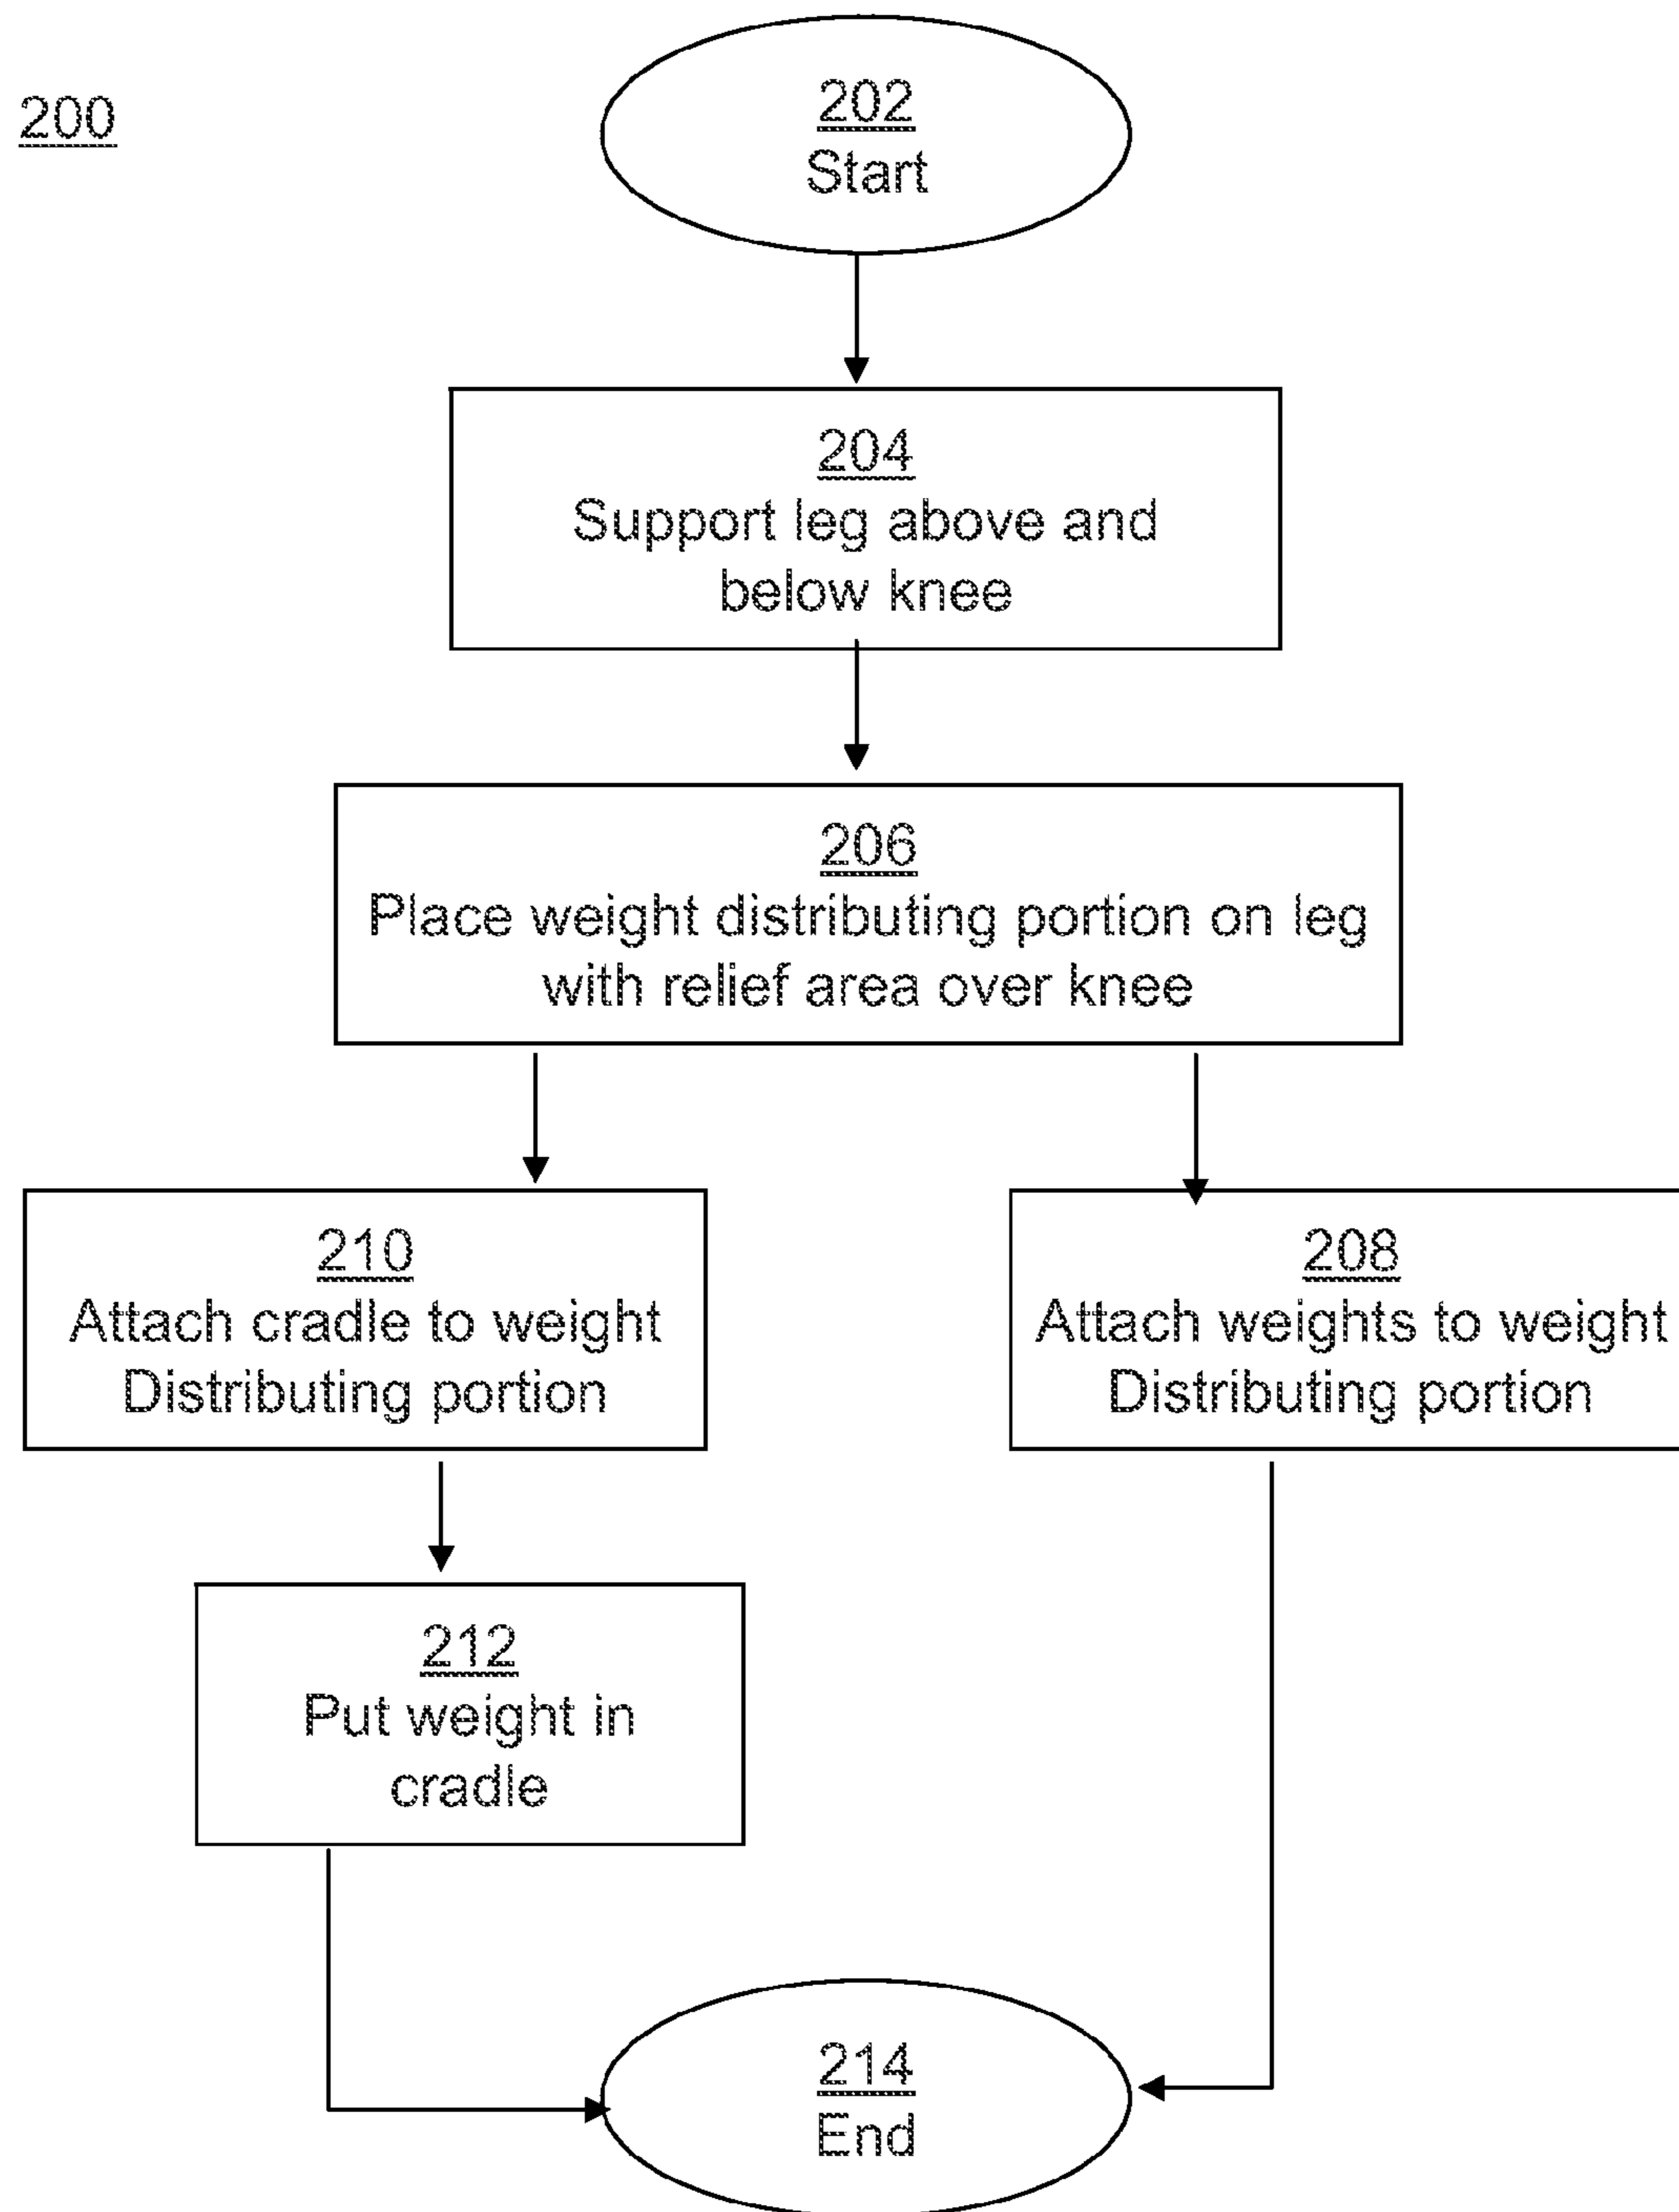 200
202
Start
204
Support leg above and
below knee
206
Place weight distributing portion on leg
with relief area over knee
210
Attach cradle to weight
Distributing portion
208
Attach weights to weight
Distributing portion
212
Put weight in
cradle
214
End